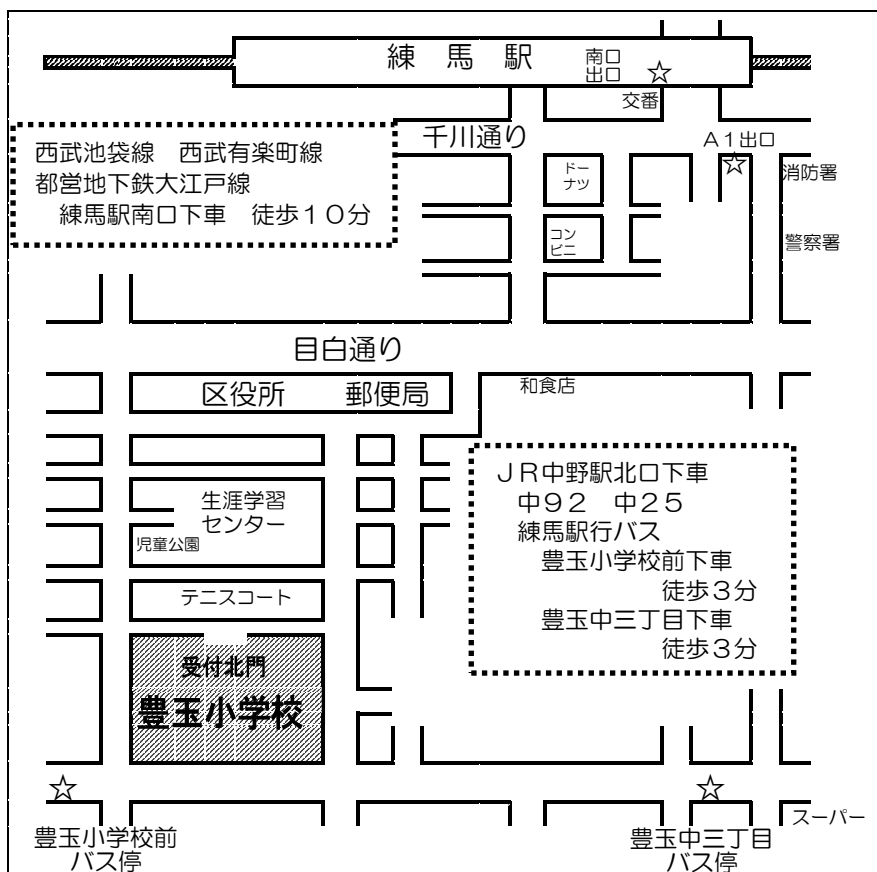 練馬駅
南口
出口
交番
千川通り
A1出口
西武池袋線　西武有楽町線
都営地下鉄大江戸線
練馬駅南口下車　徒歩10分
ドー
ナツ
消防署
コン
ビニ
警察署
目白通り
区役所　郵便局
和食店
JR中野駅北口下車
中92　中25
練馬駅行バス
豊玉小学校前下車
徒歩3分
豊玉中三丁目下車
徒歩3分
生涯学習
センター
児童公園
テニスコート
受付北門
豊玉小学校
豊玉小学校前
バス停
豊玉中三丁目
バス停
スーパー